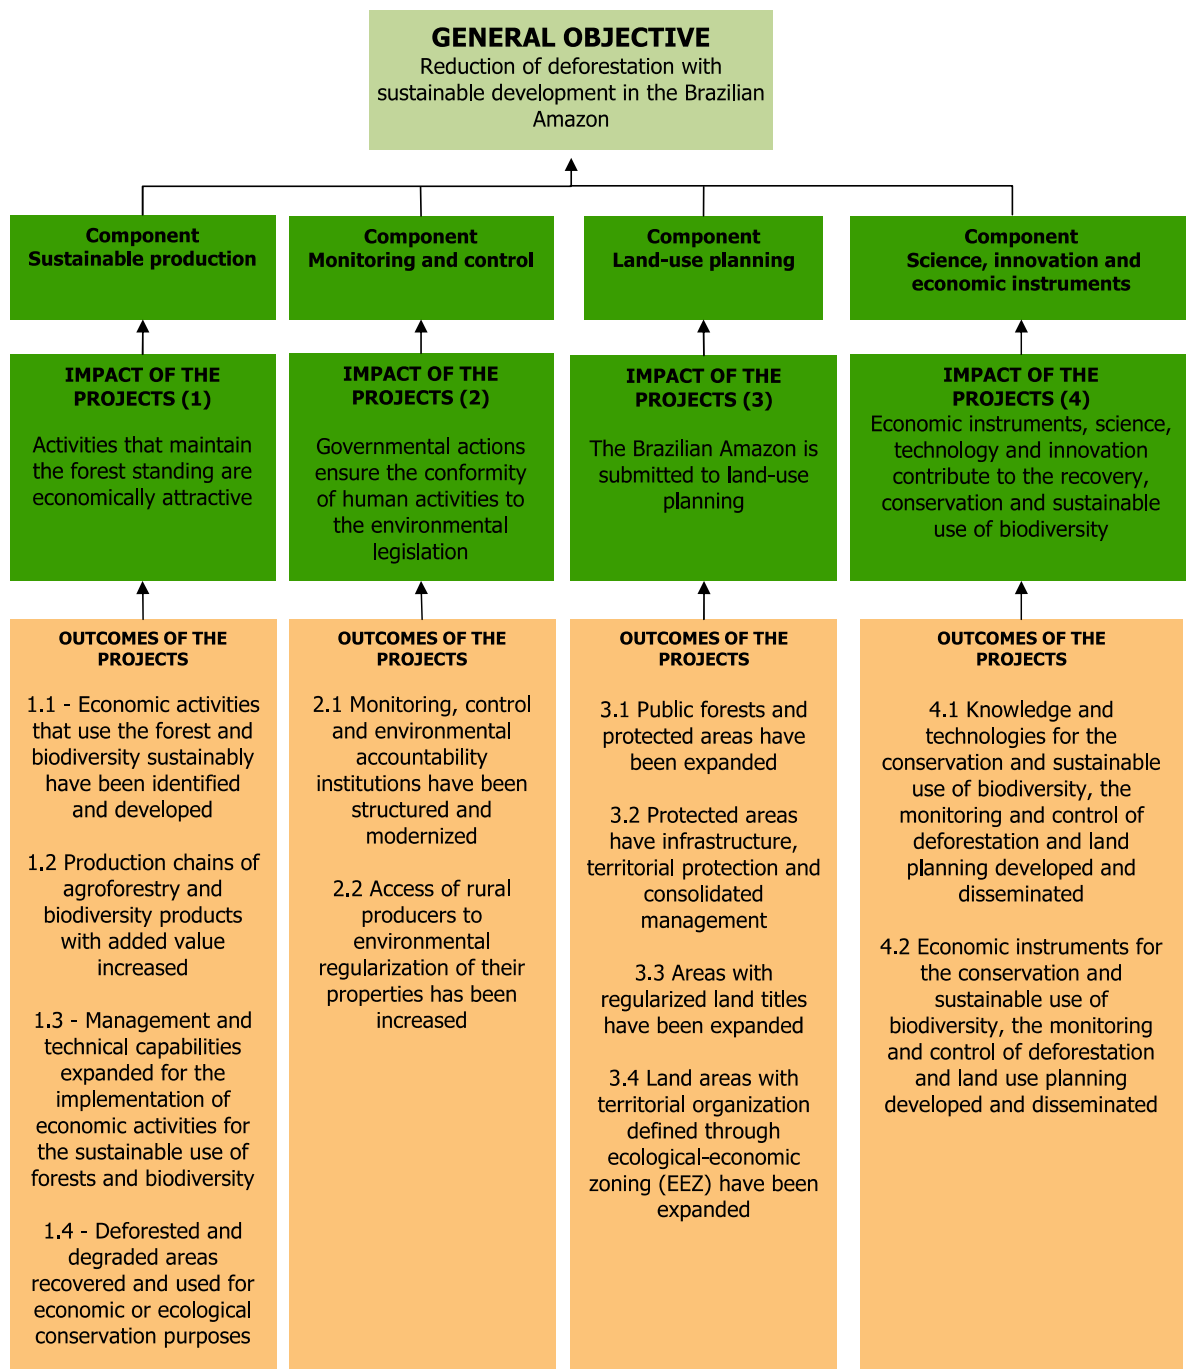 GENERAL OBJECTIVE
Reduction of deforestation with
sustainable development in the Brazilian
Amazon
Component
Sustainable production
Component
Monitoring and control
Component
Land-use planning
Component
Science, innovation and
economic instruments
IMPACT OF THE
PROJECTS (1)
Activities that maintain
the forest standing are
economically attractive
IMPACT OF THE
PROJECTS (2)
Governmental actions
ensure the conformity
of human activities to
the environmental
legislation
IMPACT OF THE
PROJECTS (3)
The Brazilian Amazon is
submitted to land-use
planning
IMPACT OF THE
PROJECTS (4)
Economic instruments, science,
technology and innovation
contribute to the recovery,
conservation and sustainable
use of biodiversity
OUTCOMES OF THE
PROJECTS
1.1 - Economic activities
that use the forest and
biodiversity sustainably
have been identified
and developed
1.2 Production chains of
agroforestry and
biodiversity products
with added value
increased
1.3 - Management and
technical capabilities
expanded for the
implementation of
economic activities for
the sustainable use of
forests and biodiversity
1.4 - Deforested and
degraded areas
recovered and used for
economic or ecological
conservation purposes
OUTCOMES OF THE
PROJECTS
2.1 Monitoring, control
and environmental
accountability
institutions have been
structured and
modernized
2.2 Access of rural
producers to
environmental
regularization of their
properties has been
increased
OUTCOMES OF THE
PROJECTS
3.1 Public forests and
protected areas have
been expanded
3.2 Protected areas
have infrastructure,
territorial protection and
consolidated
management
3.3 Areas with
regularized land titles
have been expanded
3.4 Land areas with
territorial organization
defined through
ecological-economic
zoning (EEZ) have been
expanded
OUTCOMES OF THE
PROJECTS
4.1 Knowledge and
technologies for the
conservation and sustainable
use of biodiversity, the
monitoring and control of
deforestation and land
planning developed and
disseminated
4.2 Economic instruments for
the conservation and
sustainable use of
biodiversity, the monitoring
and control of deforestation
and land use planning
developed and disseminated